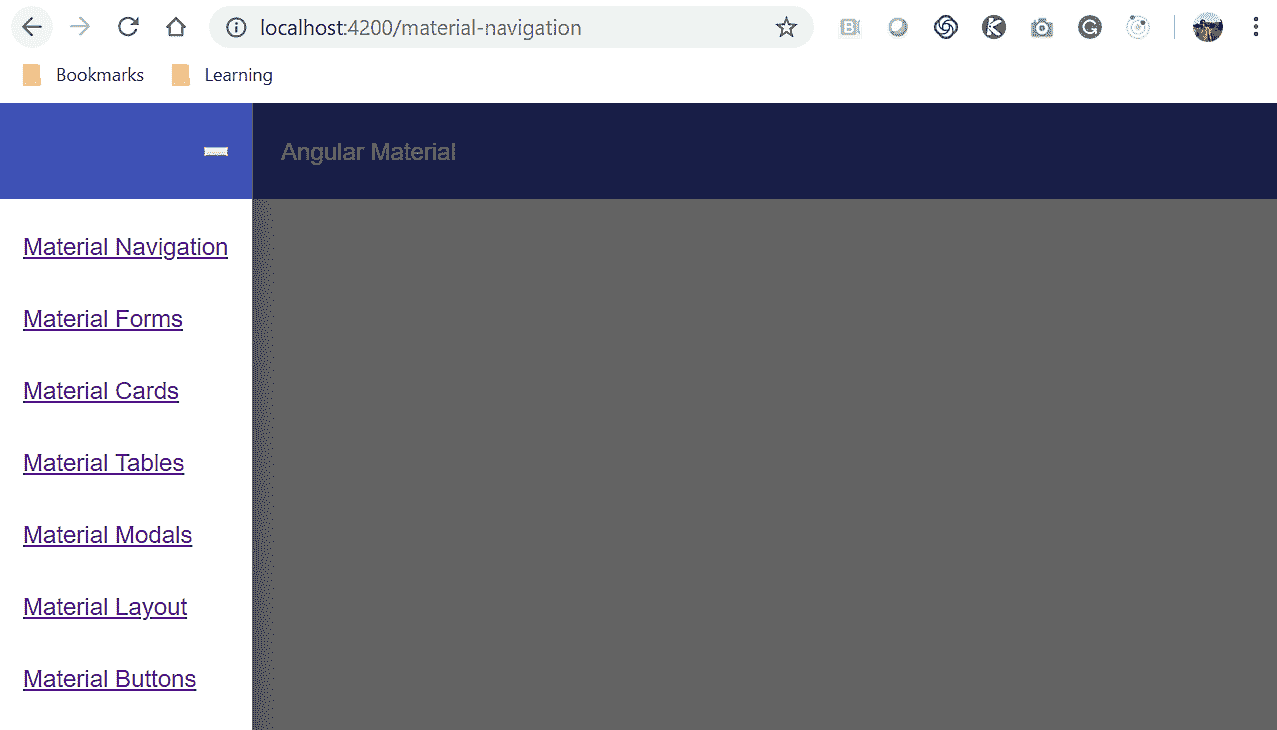 localhost:4200/material-navigation
Bookmarks
Learning
Angular Material
Material Navigation
Material Forms
Material Cards
Material Tables
Material Modals
Material Layout
Material Buttons